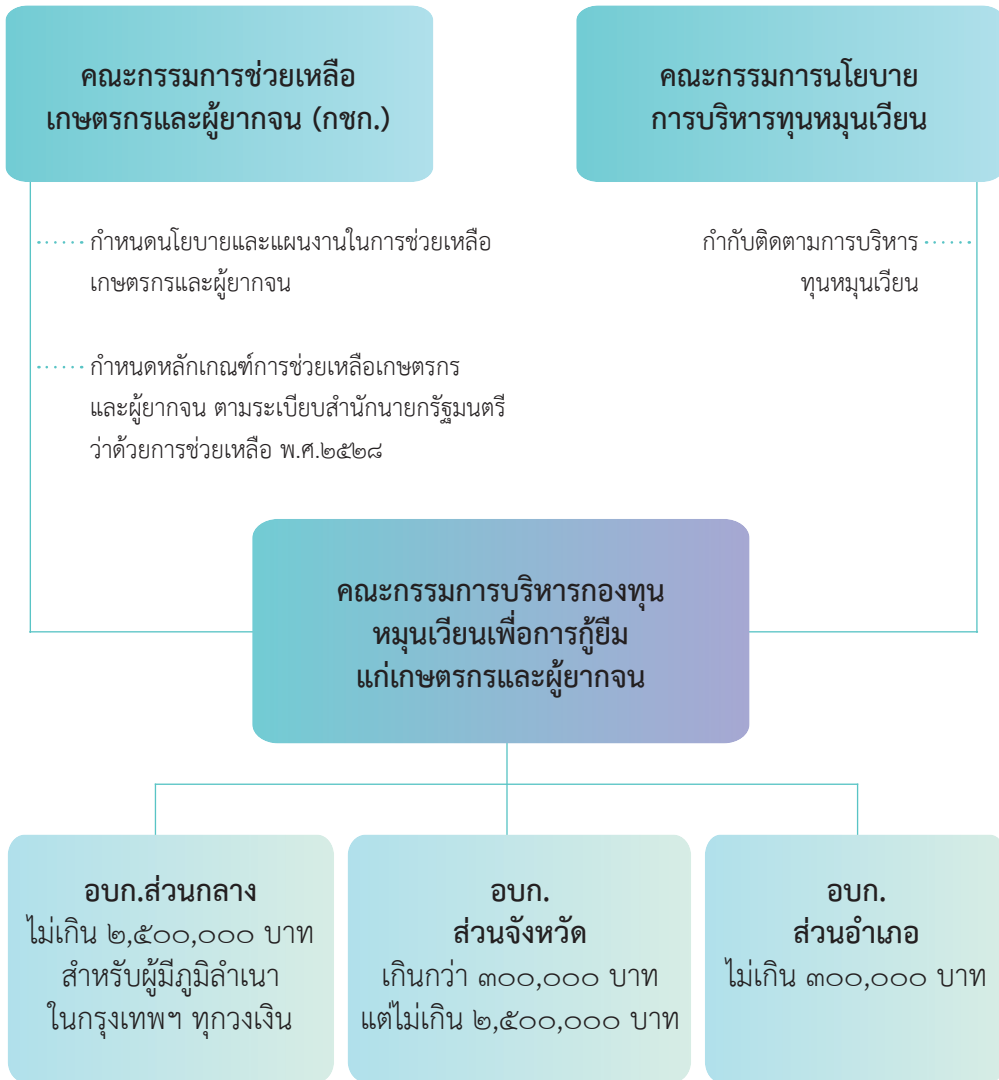 คณะกรรมการช่วยเหลือ
เกษตรกรและผู้ยากจน (กชก.)
คณะกรรมการนโยบาย
การบริหารทุนหมุนเวียน
กำหนดนโยบายและแผนงานในการช่วยเหลือ
เกษตรกรและผู้ยากจน
กำกับติดตามการบริหาร
ทุนหมุนเวียน
กำหนดหลักเกณฑ์การช่วยเหลือเกษตรกร
และผู้ยากจน ตามระเบียบสำนักนายกรัฐมนตรี
ว่าด้วยการช่วยเหลือ พ.ศ.๒๕๒๘
คณะกรรมการบริหารกองทุน
หมุนเวียนเพื่อการกู้ยืม
แก่เกษตรกรและผู้ยากจน
อบก.ส่วนกลาง
ไม่เกิน ๒,๕๐๐,๐๐๐ บาท
สำหรับผู้มีภูมิลำเนา
ในกรุงเทพฯ ทุกวงเงิน
อบก.
ส่วนจังหวัด
เกินกว่า ๓๐๐,๐๐๐ บาท
แต่ไม่เกิน ๒,๕๐๐,๐๐๐ บาท
อบก.
ส่วนอำเภอ
ไม่เกิน ๓๐๐,๐๐๐ บาท